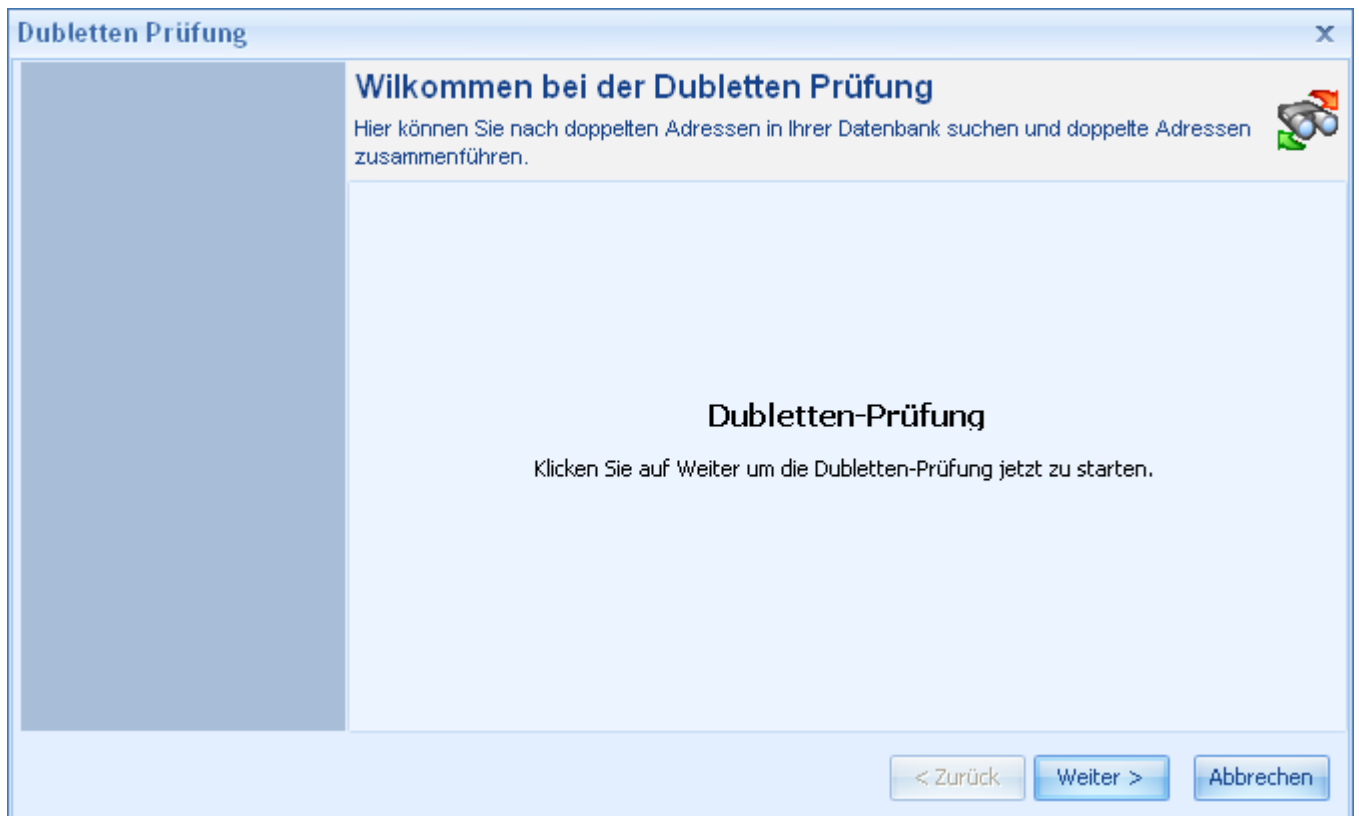 Dubletten Prüfung
Wilkommen bei der Dubletten Prüfung
Hier können Sie nach doppelten Adressen in Ihrer Datenbank suchen und doppelte Adressen
zusammenführen.
Dubletten-Prüfung
Klicken Sie auf Weiter um die Dubletten-Prüfung jetzt zu starten.
< Zurück Weiter > Abbrechen